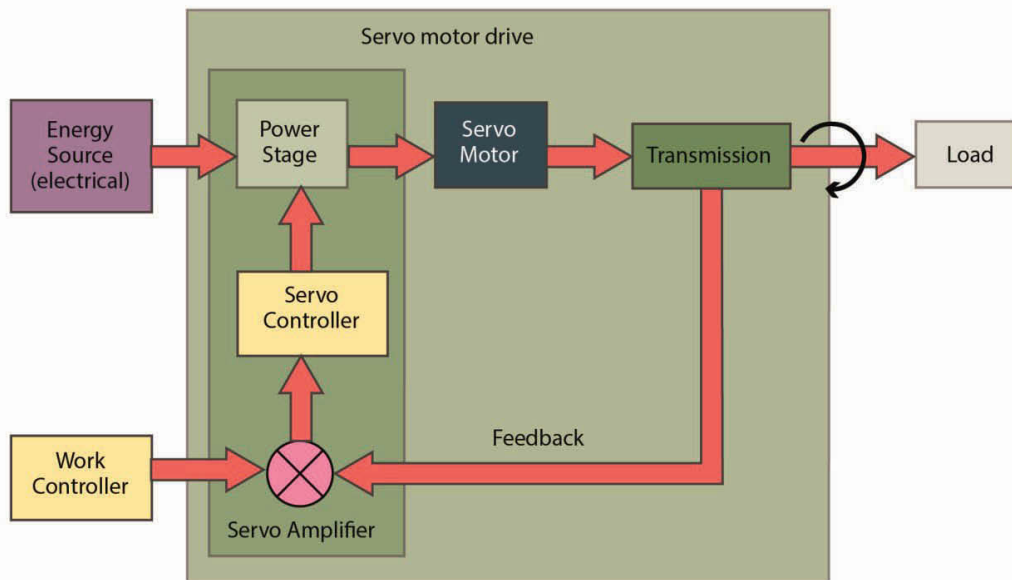 Servo motor drive
Energy
Source
(electrical)
Power
Stage
Servo
Motor
Transmission
Load
Servo
Controller
Feedback
Work
Controller
Servo Amplifier